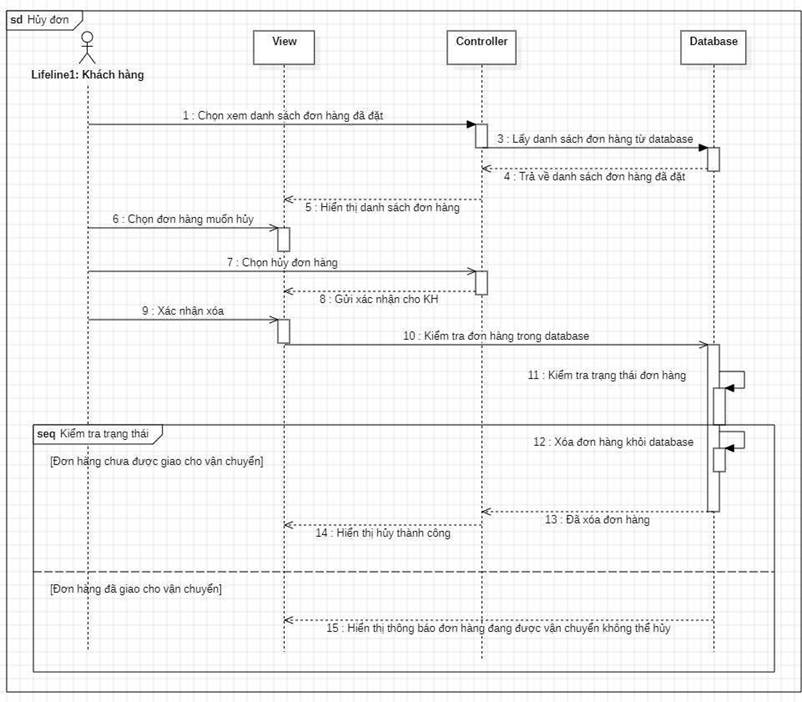 sd Hủy đơn
View
Controller
Database
Lifeline1: Khách hàng
1 : Chọn xem danh sách đơn hàng đã đặt
3 : Lấy danh sách đơn hàng từ database
4 : Trả về danh sách đơn hàng đã đặt
5 : Hiển thị danh sách đơn hàng
6 : Chọn đơn hàng muốn hủy
7 : Chọn hủy đơn hàng
8 : Gửi xác nhận cho KH
9 : Xác nhận xóa
10 : Kiểm tra đơn hàng trong database
11 : Kiểm tra trạng thái đơn hàng
seq Kiểm tra trạng thái
12 : Xóa đơn hàng khỏi database
[Đơn hàng chưa được giao cho vận chuyển]
13 : Đã xóa đơn hàng
14 : Hiển thị hủy thành công
[Đơn hàng đã giao cho vận chuyển]
15 : Hiển thị thông báo đơn hàng đang được vận chuyển không thể hủy